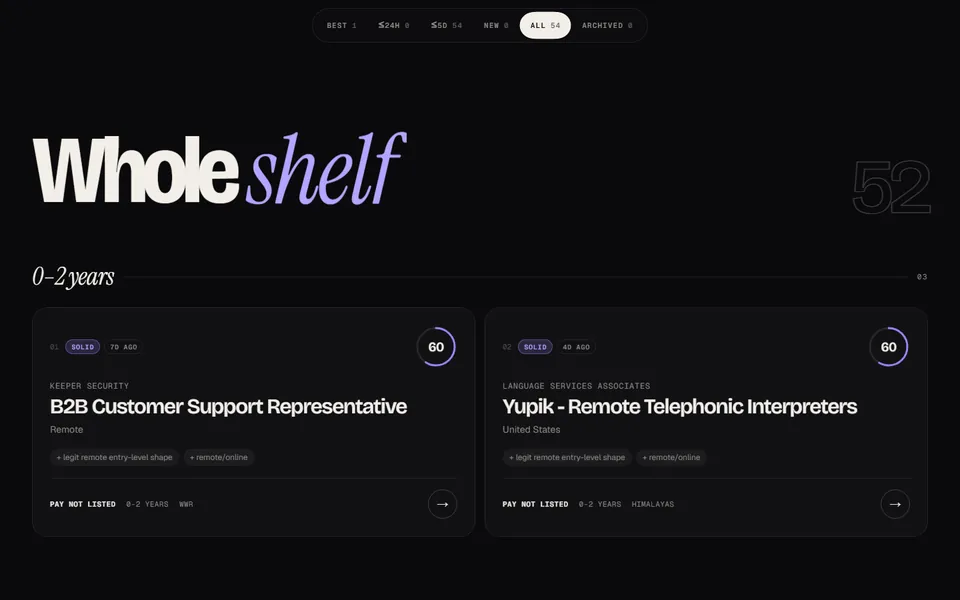 BEST 1 ≤24H 0 ≤5D 54 NEW 0 ALL 54 ARCHIVED 0
Whole shelf
52
0–2 years
03
01 SOLID 7D AGO
60
KEEPER SECURITY
B2B Customer Support Representative
Remote
+ legit remote entry-level shape + remote/online
PAY NOT LISTED 0-2 YEARS WWR
→
02 SOLID 4D AGO
60
LANGUAGE SERVICES ASSOCIATES
Yupik - Remote Telephonic Interpreters
United States
+ legit remote entry-level shape + remote/online
PAY NOT LISTED 0-2 YEARS HIMALAYAS
→